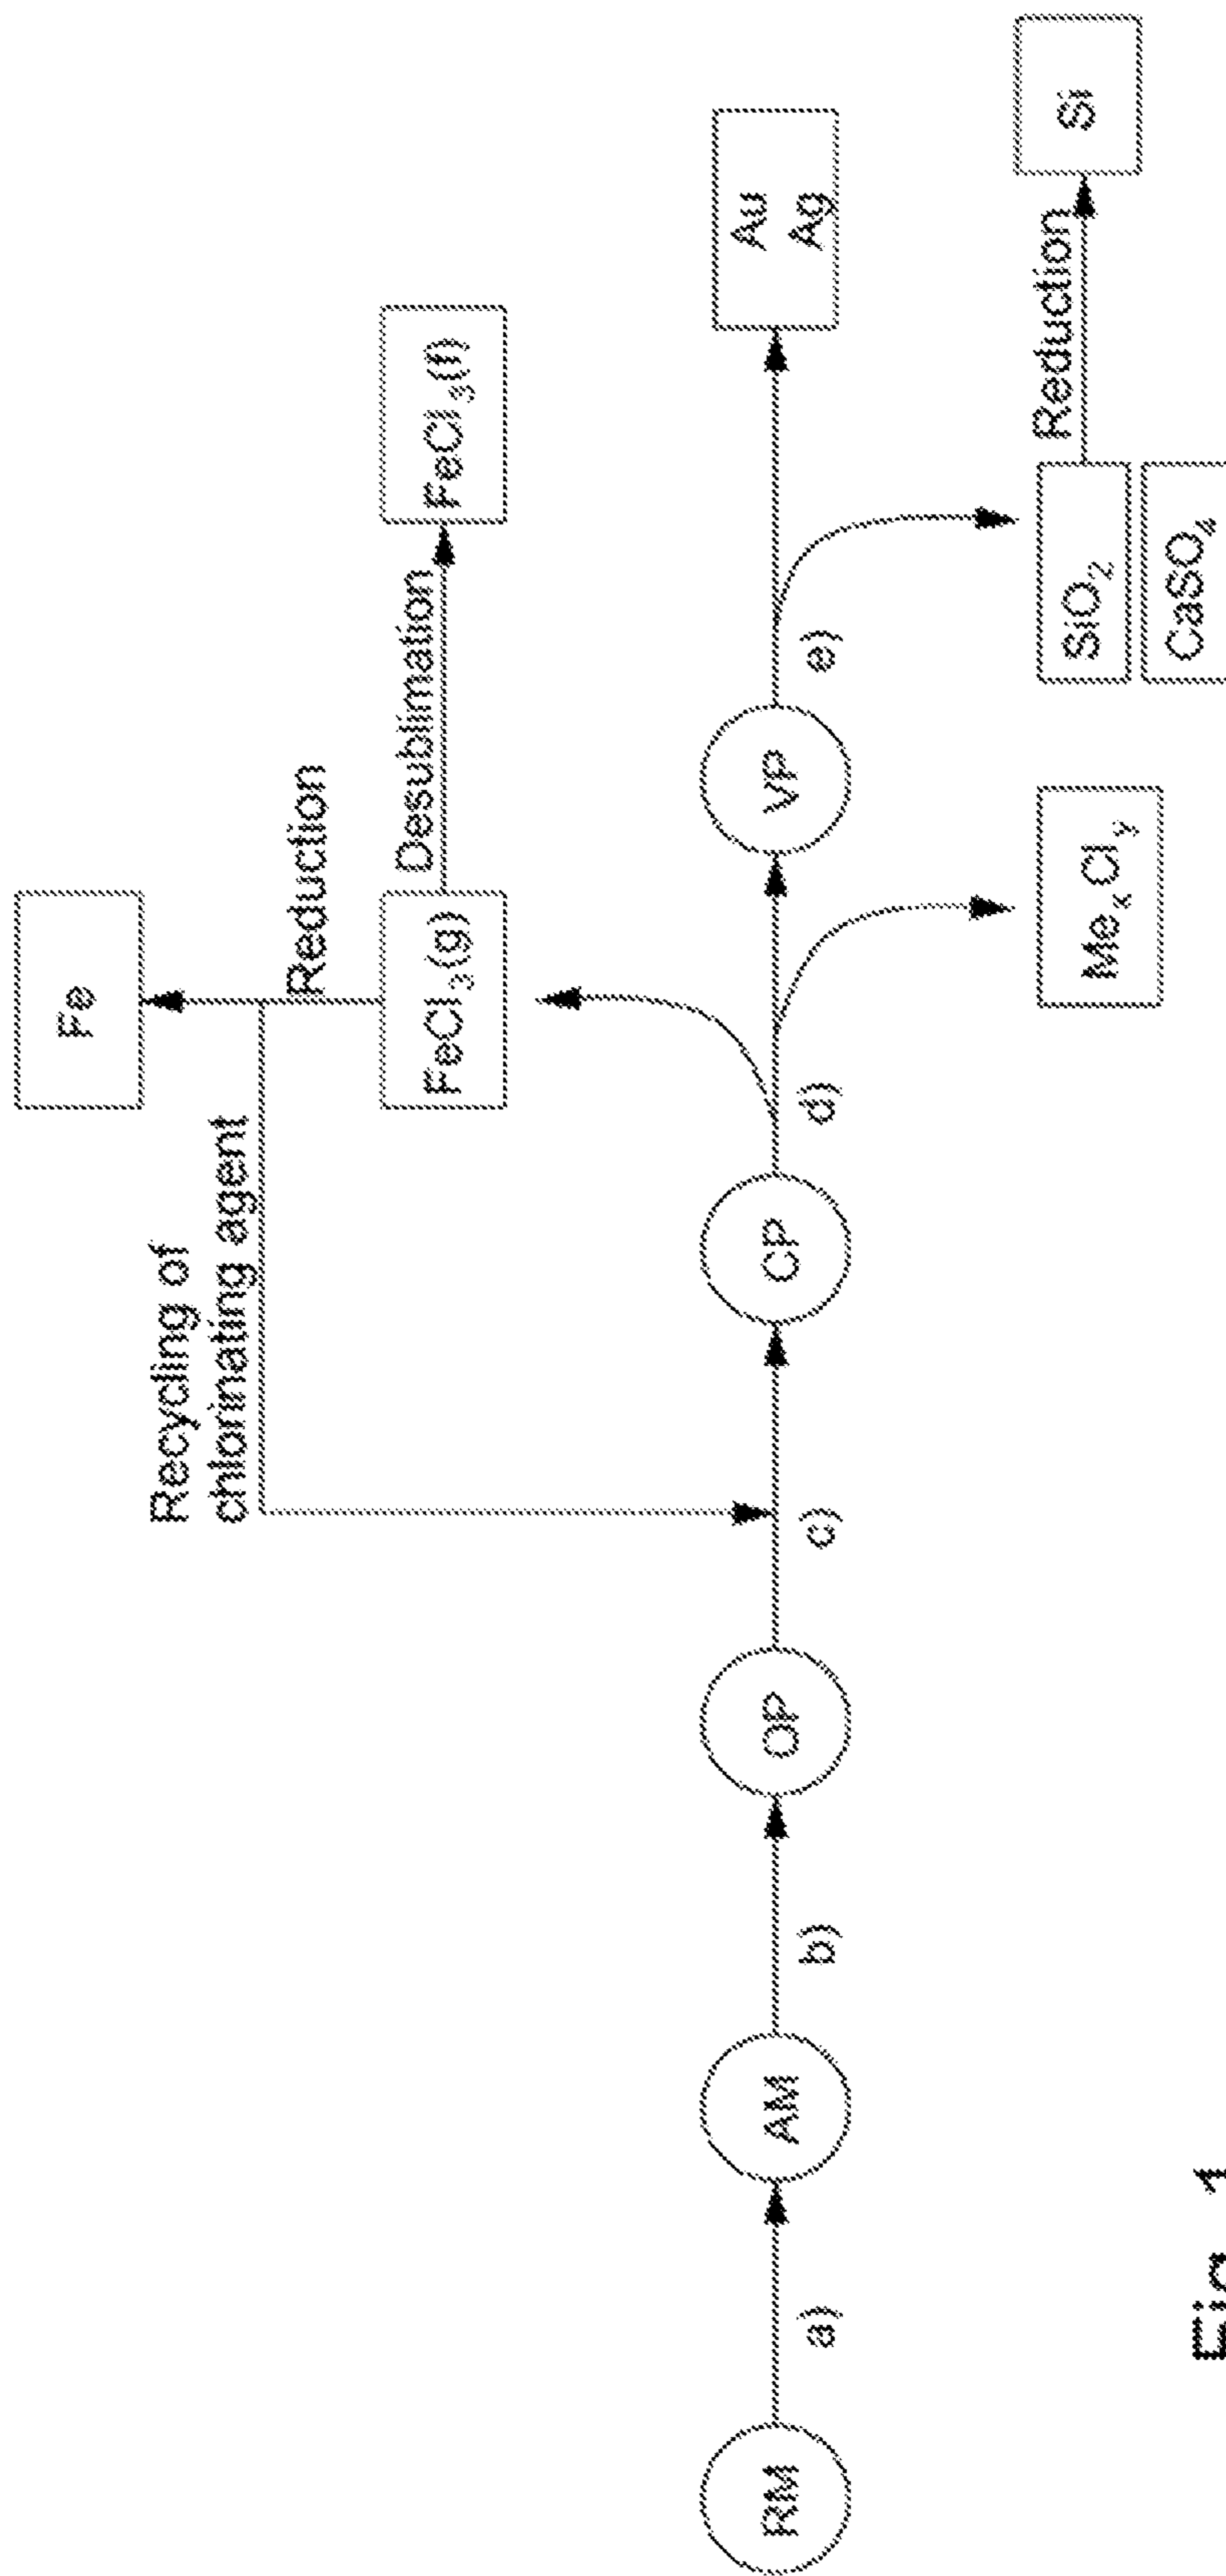 Fe
Recycling of
chlorinating agent
Reduction
FeCl₃(g)
Desublimation
FeCl₃(f)
RM
a)
AM
b)
OP
c)
CP
d)
VP
e)
Au
Ag
MeₓClᵧ
SiO₂
CaSO₄
Reduction
Si
Fig. 1